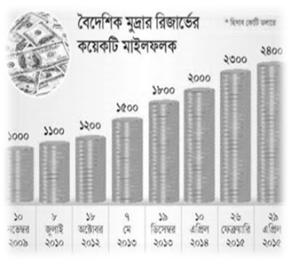 বৈদেশিক মুদ্রার রিজার্ভের
কয়েকটি মাইলফলক
* হিসাব কোটি ডলারে
১০০০
১১০০
১২০০
১৫০০
১৮০০
২০০০
২৩০০
২৪০০
১০ ৮ ১৮ ৭ ১৯ ১০ ২৬ ২৯
নভেম্বর জুলাই অক্টোবর মে ডিসেম্বর এপ্রিল ফেব্রুয়ারি এপ্রিল
২০০৯ ২০১০ ২০১২ ২০১৩ ২০১৩ ২০১৪ ২০১৫ ২০১৫